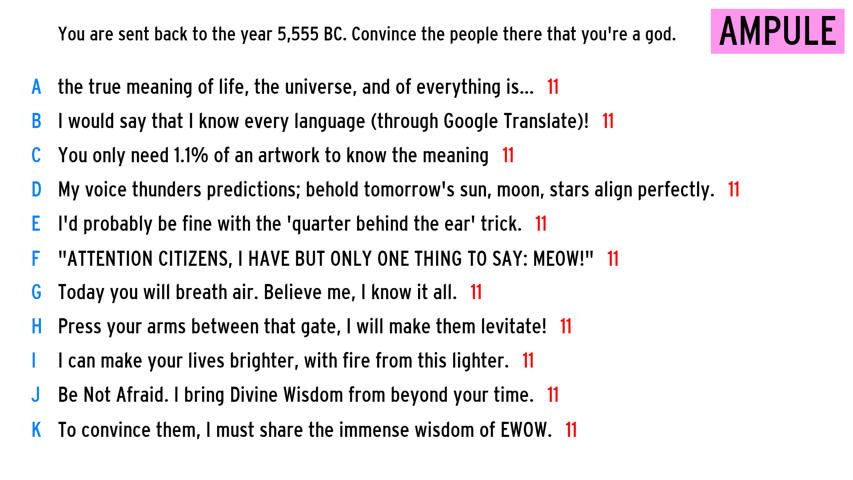 You are sent back to the year 5,555 BC. Convince the people there that you're a god.
AMPULE
A the true meaning of life, the universe, and of everything is... 11
B I would say that I know every language (through Google Translate)! 11
C You only need 1.1% of an artwork to know the meaning 11
D My voice thunders predictions; behold tomorrow's sun, moon, stars align perfectly. 11
E I'd probably be fine with the 'quarter behind the ear' trick. 11
F "ATTENTION CITIZENS, I HAVE BUT ONLY ONE THING TO SAY: MEOW!" 11
G Today you will breath air. Believe me, I know it all. 11
H Press your arms between that gate, I will make them levitate! 11
I I can make your lives brighter, with fire from this lighter. 11
J Be Not Afraid. I bring Divine Wisdom from beyond your time. 11
K To convince them, I must share the immense wisdom of EWOW. 11